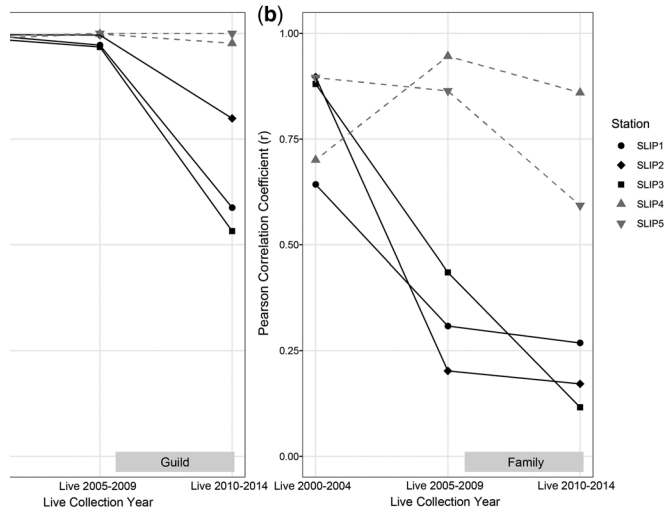 (b)
1.00
0.75
0.50
0.25
0.00
Pearson Correlation Coefficient (r)
Guild
Live 2005-2009
Live 2010-2014
Live Collection Year
Family
Live 2000-2004
Live 2005-2009
Live 2010-2014
Live Collection Year
Station
SLIP1
SLIP2
SLIP3
SLIP4
SLIP5